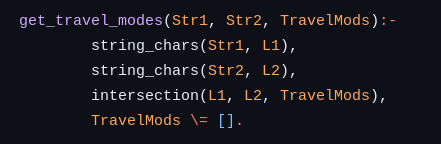 get_travel_modes(Str1, Str2, TravelMods):-
string_chars(Str1, L1),
string_chars(Str2, L2),
intersection(L1, L2, TravelMods),
TravelMods \= [].